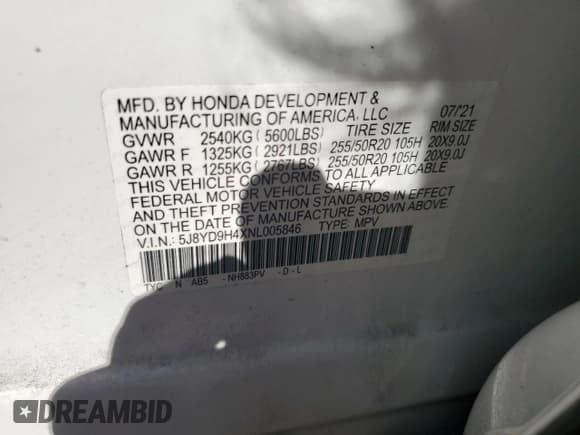 MFD. BY HONDA DEVELOPMENT & 07/'21
MANUFACTURING OF AMERICA, LLC
GVWR 2540KG ( 5600LBS) TIRE SIZE RIM SIZE
GAWR F 1325KG ( 2921LBS) 255/50R20 105H 20X9.0J
GAWR R 1255KG ( 2767LBS) 255/50R20 105H 20X9.0J
THIS VEHICLE CONFORMS TO ALL APPLICABLE
FEDERAL MOTOR VEHICLE SAFETY
AND THEFT PREVENTION STANDARDS IN EFFECT
ON THE DATE OF MANUFACTURE SHOWN ABOVE.
V.I.N.: 5J8YD9H4XNL005846 TYPE: MPV
TYC N AB5 -NH883PV -D-L
DREAMBID